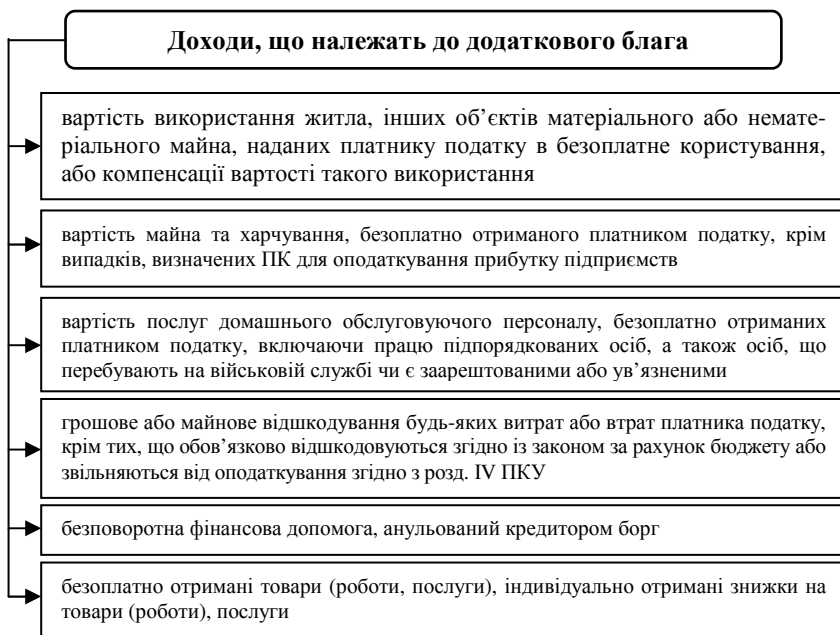 Доходи, що належать до додаткового блага
вартість використання житла, інших об’єктів матеріального або немате-
ріального майна, наданих платнику податку в безоплатне користування,
або компенсації вартості такого використання
вартість майна та харчування, безоплатно отриманого платником податку, крім
випадків, визначених ПК для оподаткування прибутку підприємств
вартість послуг домашнього обслуговуючого персоналу, безоплатно отриманих
платником податку, включаючи працю підпорядкованих осіб, а також осіб, що
перебувають на військовій службі чи є заарештованими або ув’язненими
грошове або майнове відшкодування будь-яких витрат або втрат платника податку,
крім тих, що обов’язково відшкодовуються згідно із законом за рахунок бюджету або
звільняються від оподаткування згідно з розд. IV ПКУ
безповоротна фінансова допомога, анульований кредитором борг
безоплатно отримані товари (роботи, послуги), індивідуально отримані знижки на
товари (роботи), послуги